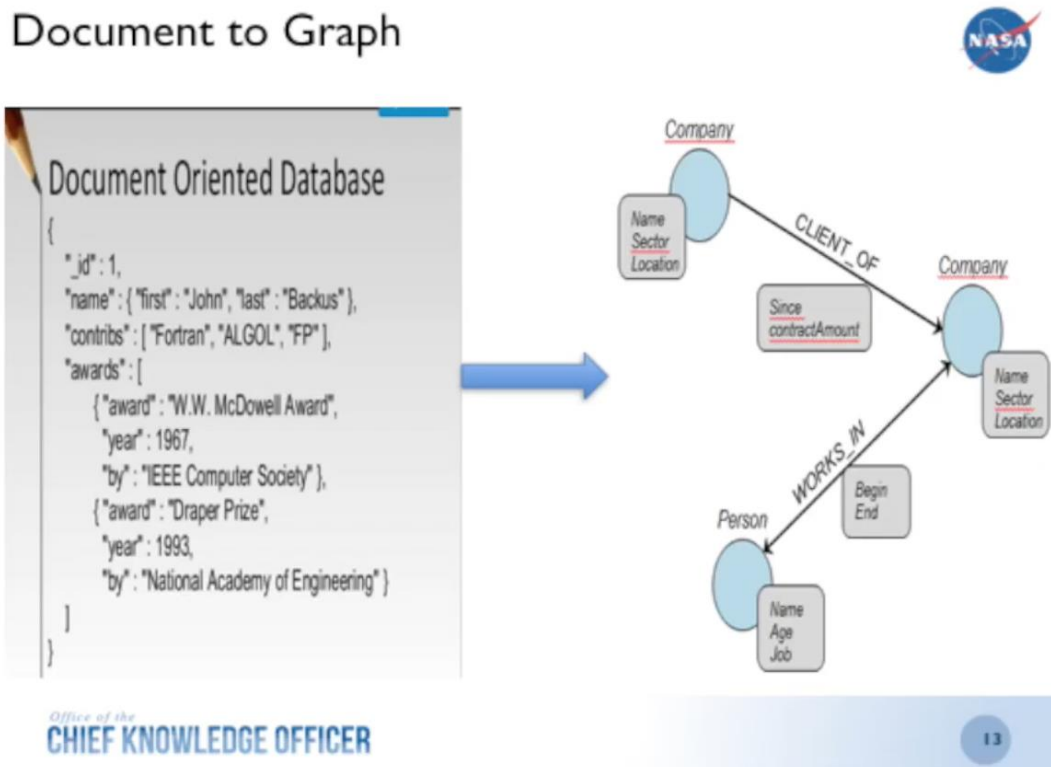 Document to Graph
NASA
Document Oriented Database
{
"_id" : 1,
"name" : { "first" : "John", "last" : "Backus" },
"contribs" : [ "Fortran", "ALGOL", "FP" ],
"awards" : [
{ "award" : "W.W. McDowell Award",
"year" : 1967,
"by" : "IEEE Computer Society" },
{ "award" : "Draper Prize",
"year" : 1993,
"by" : "National Academy of Engineering" }
]
}
Company
Name
Sector
Location
CLIENT_OF
Since
contractAmount
Company
Name
Sector
Location
WORKS_IN
Begin
End
Person
Name
Age
Job
Office of the
CHIEF KNOWLEDGE OFFICER
13